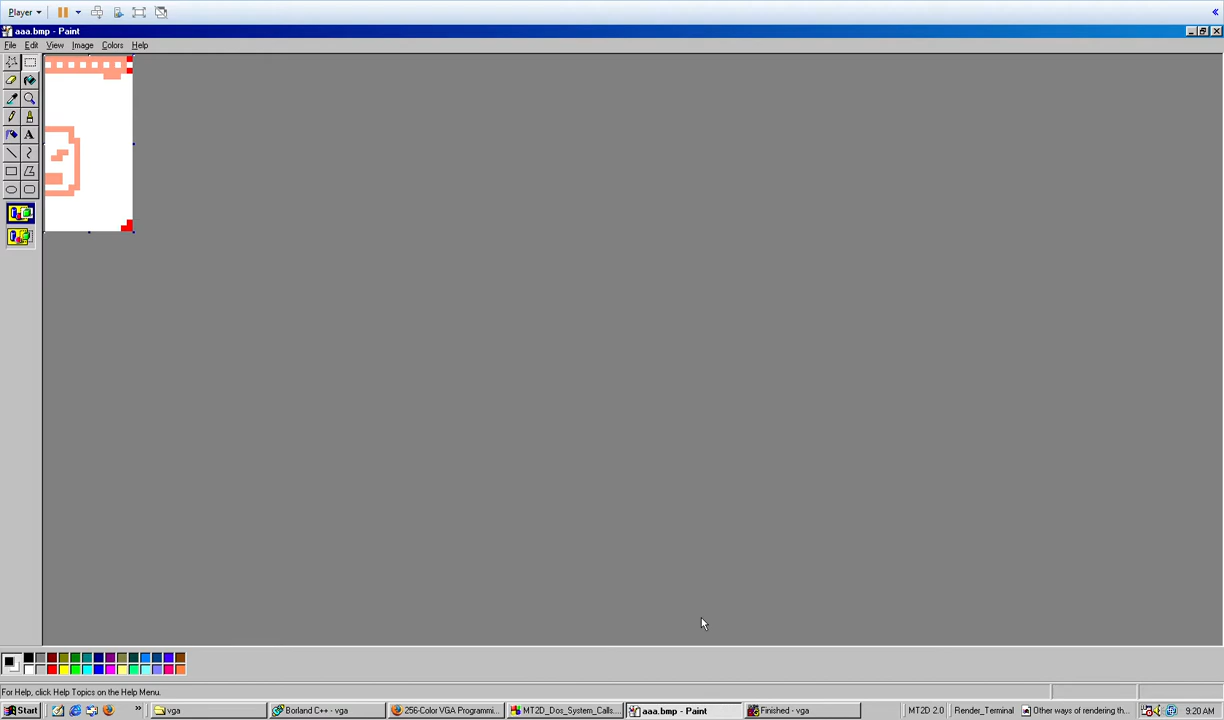 Player
aaa.bmp - Paint
File Edit View Image Colors Help
A
For Help, click Help Topics on the Help Menu.
Start vga Borland C++ - vga 256-Color VGA Programmi... MT2D_Dos_System_Calls.... aaa.bmp - Paint Finished - vga MT2D 2.0 Render_Terminal Other ways of rendering th... 9:20 AM